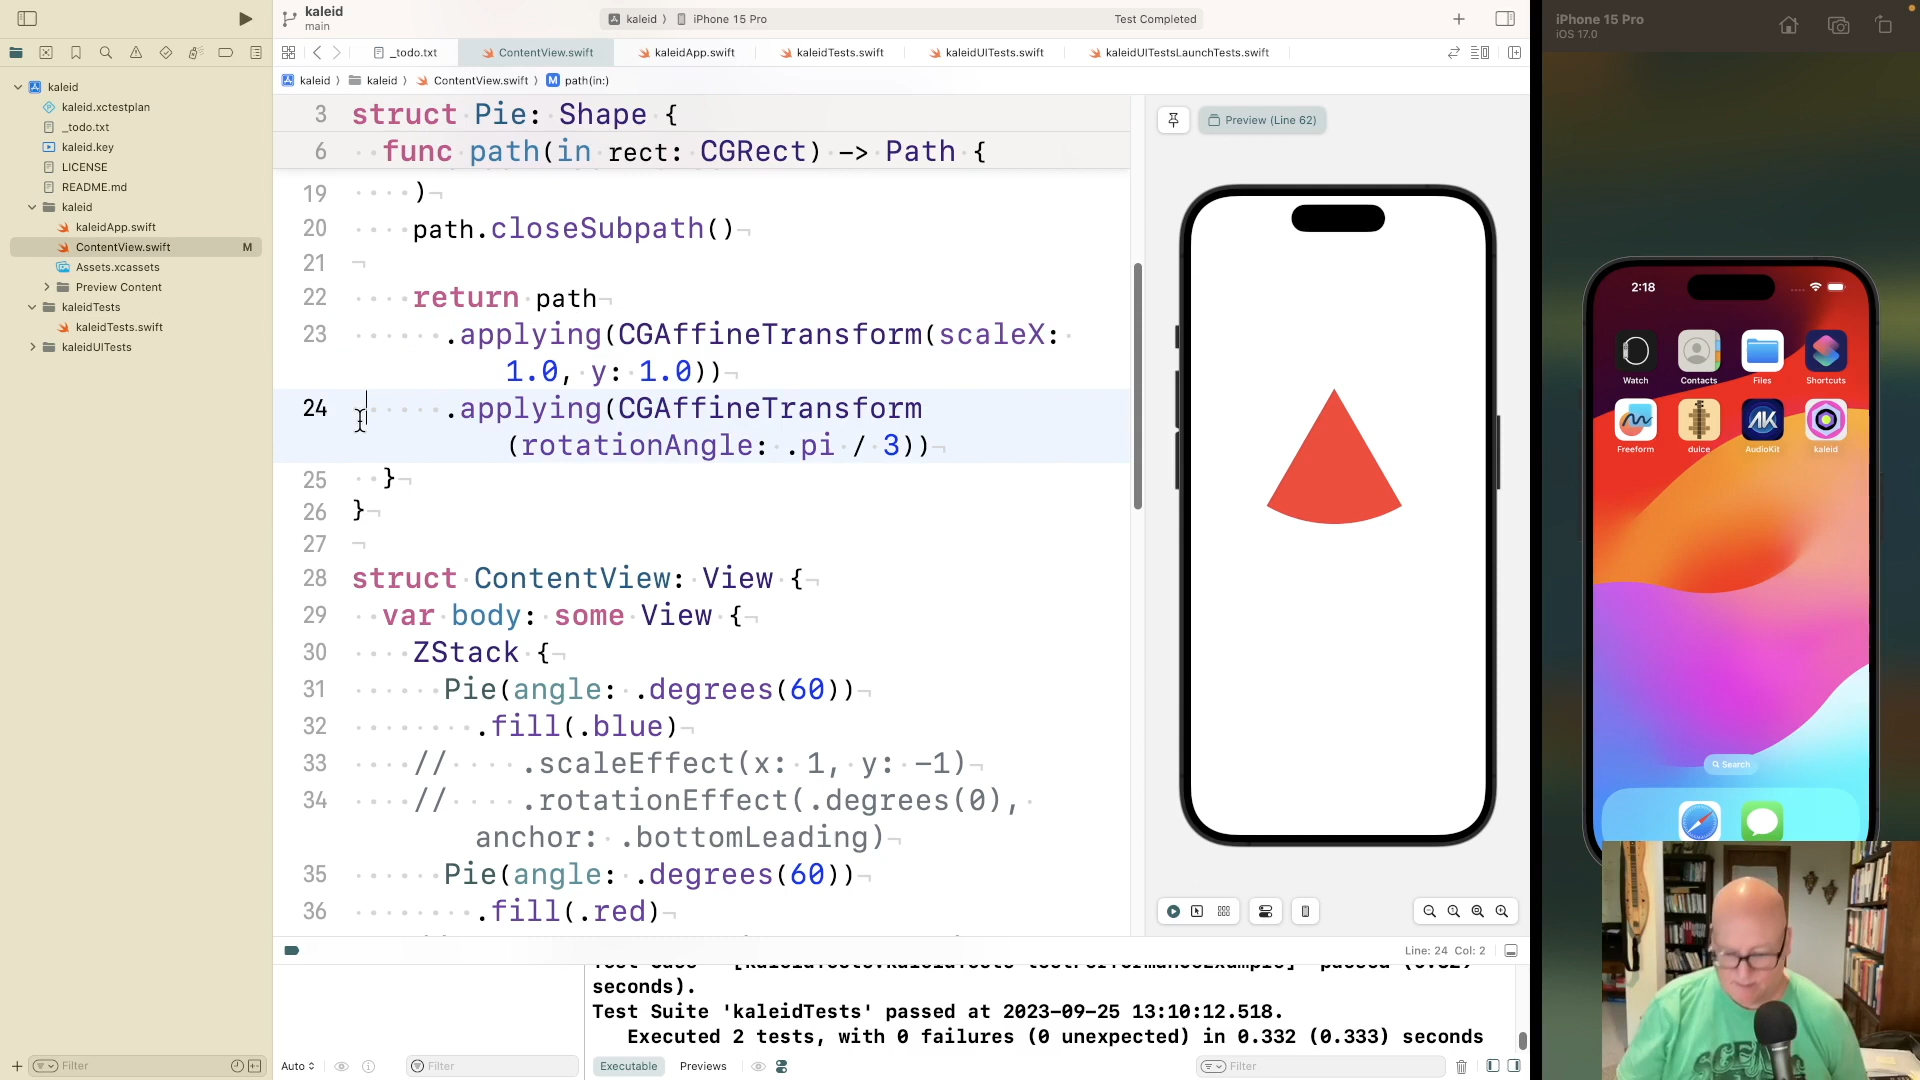 kaleid
main
kaleid ⟩ iPhone 15 Pro
Test Completed
iPhone 15 Pro
iOS 17.0
_todo.txt
ContentView.swift
kaleidApp.swift
kaleidTests.swift
kaleidUITests.swift
kaleidUITestsLaunchTests.swift
kaleid ⟩ kaleid ⟩ ContentView.swift ⟩ M path(in:)
kaleid
kaleid.xctestplan
_todo.txt
kaleid.key
LICENSE
README.md
kaleid
kaleidApp.swift
ContentView.swift M
Assets.xcassets
Preview Content
kaleidTests
kaleidTests.swift
kaleidUITests
3 struct Pie: Shape {
6 func path(in rect: CGRect) -> Path {
19 )
20 path.closeSubpath()
21
22 return path
23 .applying(CGAffineTransform(scaleX:
1.0, y: 1.0))
24 .applying(CGAffineTransform
(rotationAngle: .pi / 3))
25 }
26 }
27
28 struct ContentView: View {
29 var body: some View {
30 ZStack {
31 Pie(angle: .degrees(60))
32 .fill(.blue)
33 // .scaleEffect(x: 1, y: -1)
34 // .rotationEffect(.degrees(0),
anchor: .bottomLeading)
35 Pie(angle: .degrees(60))
36 .fill(.red)
Preview (Line 62)
2:18
Watch
Contacts
Files
Shortcuts
Freeform
dulce
AudioKit
kaleid
Search
Line: 24 Col: 2
seconds).
Test Suite 'kaleidTests' passed at 2023-09-25 13:10:12.518.
Executed 2 tests, with 0 failures (0 unexpected) in 0.332 (0.333) seconds
Filter
Auto
Filter
Executable
Previews
Filter